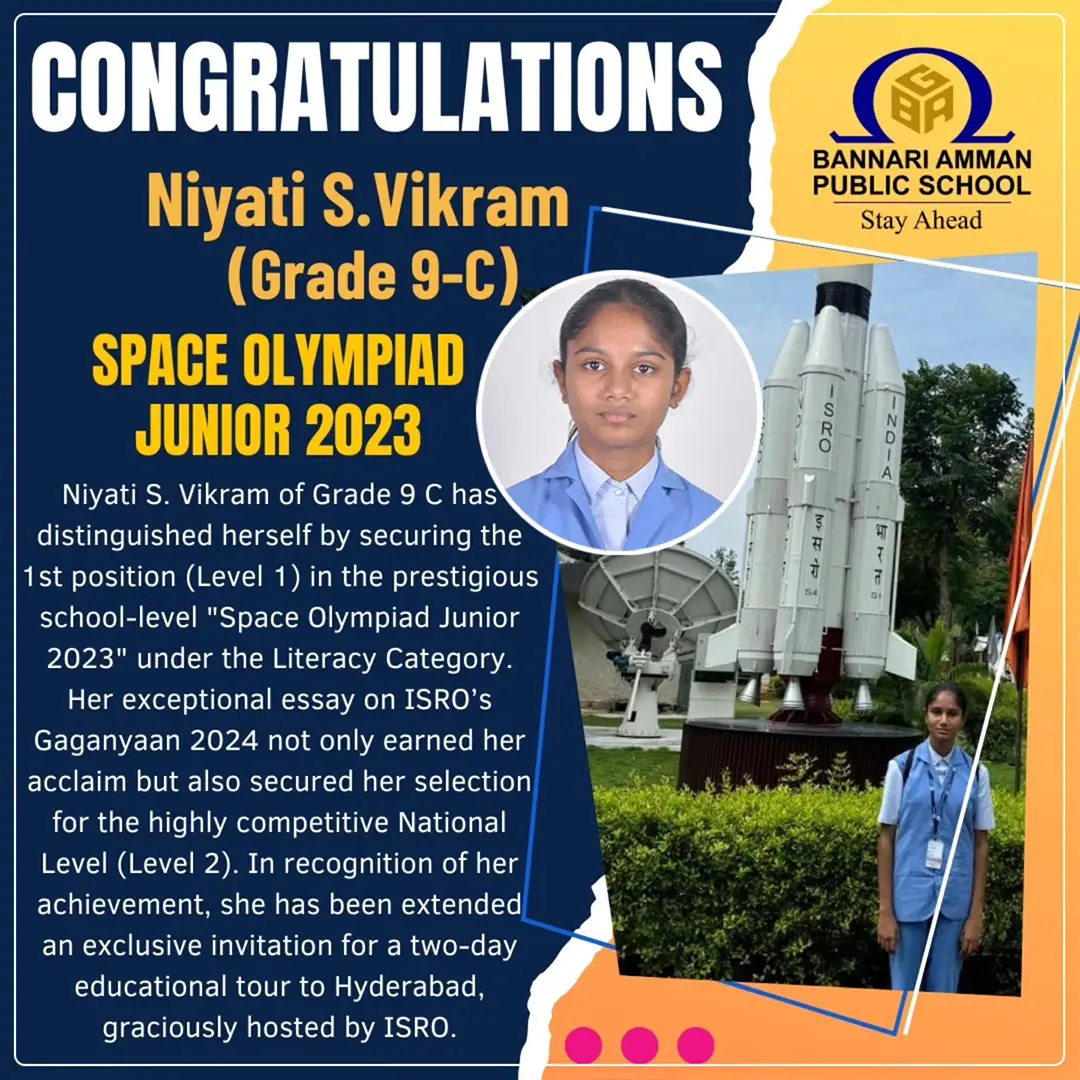 CONGRATULATIONS
Niyati S.Vikram
(Grade 9-C)
SPACE OLYMPIAD
JUNIOR 2023
Niyati S. Vikram of Grade 9 C has
distinguished herself by securing the
1st position (Level 1) in the prestigious
school-level "Space Olympiad Junior
2023" under the Literacy Category.
Her exceptional essay on ISRO’s
Gaganyaan 2024 not only earned her
acclaim but also secured her selection
for the highly competitive National
Level (Level 2). In recognition of her
achievement, she has been extended
an exclusive invitation for a two-day
educational tour to Hyderabad,
graciously hosted by ISRO.
GBA
BANNARI AMMAN
PUBLIC SCHOOL
Stay Ahead
ISRO
INDIA
इसरो
भारत
S4
S1